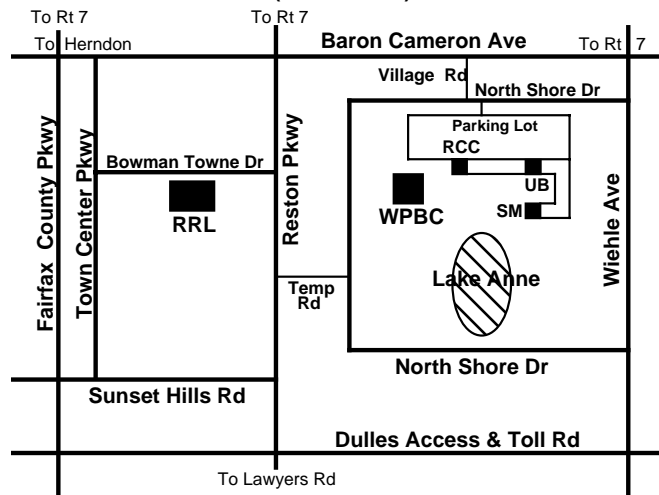 To Rt 7
To Rt 7
To Herndon
Baron Cameron Ave
To Rt 7
Village Rd
North Shore Dr
Parking Lot
RCC
Bowman Towne Dr
UB
SM
WPBC
RRL
Fairfax County Pkwy
Town Center Pkwy
Reston Pkwy
Wiehle Ave
Lake Anne
Temp
Rd
North Shore Dr
Sunset Hills Rd
Dulles Access & Toll Rd
To Lawyers Rd